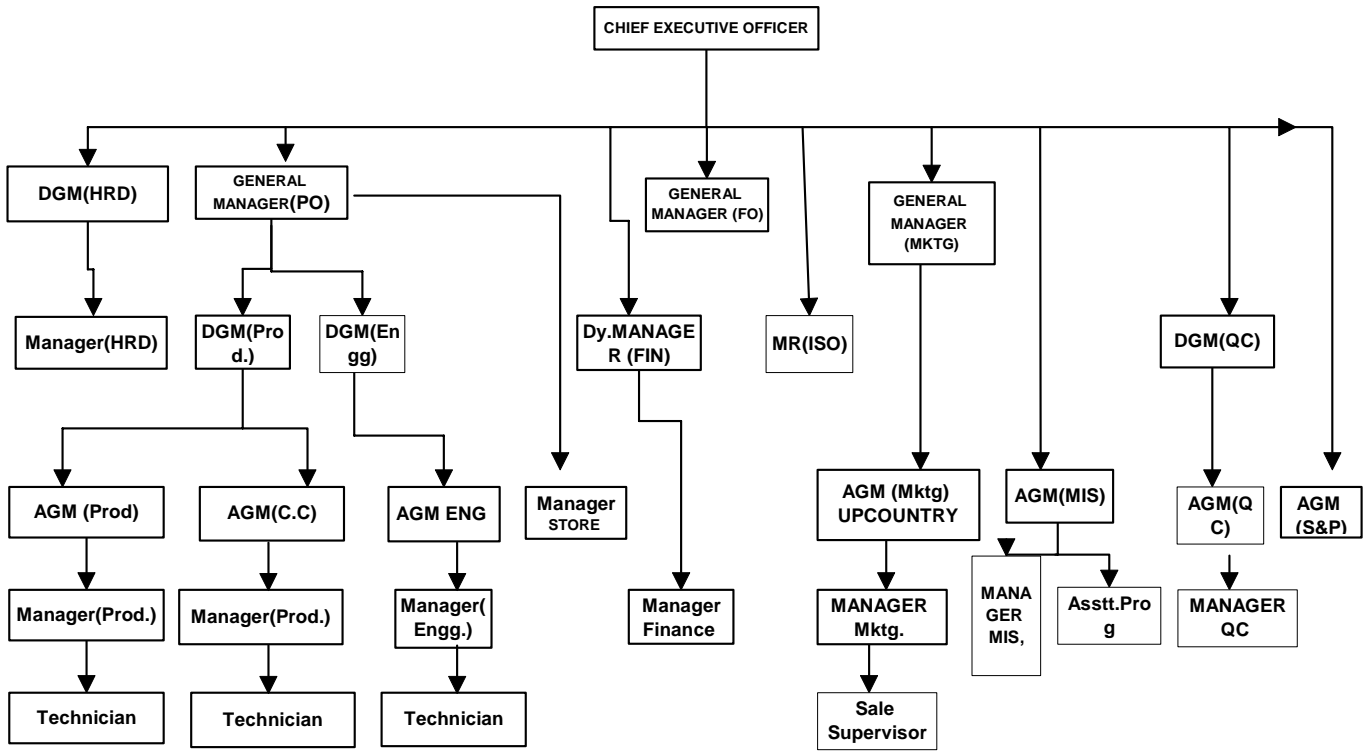 CHIEF EXECUTIVE OFFICER
DGM(HRD)
GENERAL
MANAGER(PO)
GENERAL
MANAGER (FO)
GENERAL
MANAGER
(MKTG)
Manager(HRD)
DGM(Pro
d.)
DGM(En
gg)
Dy.MANAGE
R (FIN)
MR(ISO)
DGM(QC)
AGM (Prod)
AGM(C.C)
AGM ENG
Manager
STORE
AGM (Mktg)
UPCOUNTRY
AGM(MIS)
AGM(Q
C)
AGM
(S&P)
Manager(Prod.)
Manager(Prod.)
Manager(
Engg.)
Manager
Finance
MANAGER
Mktg.
MANA
GER
MIS,
Asstt.Pro
g
MANAGER
QC
Technician
Technician
Technician
Sale
Supervisor